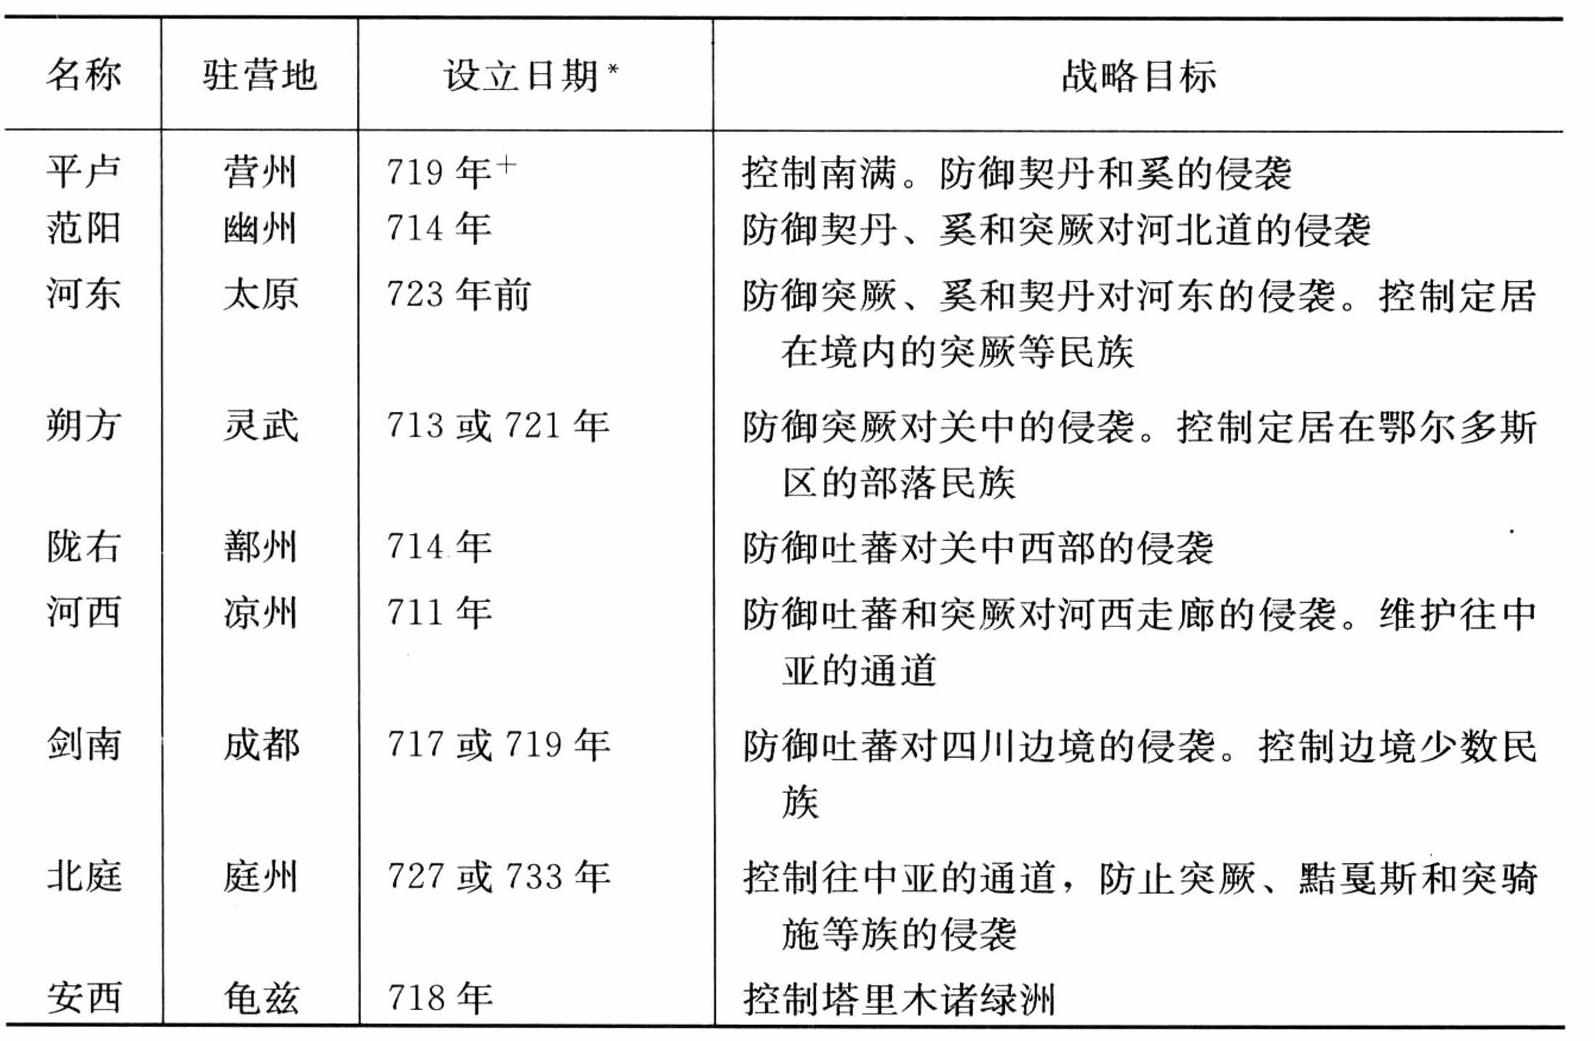 名称 驻营地 设立日期* 战略目标
平卢 营州 719年+ 控制南满。防御契丹和奚的侵袭
范阳 幽州 714年 防御契丹、奚和突厥对河北道的侵袭
河东 太原 723年前 防御突厥、奚和契丹对河东的侵袭。控制定居
在境内的突厥等民族
朔方 灵武 713或721年 防御突厥对关中的侵袭。控制定居在鄂尔多斯
区的部落民族
陇右 鄯州 714年 防御吐蕃对关中西部的侵袭
河西 凉州 711年 防御吐蕃和突厥对河西走廊的侵袭。维护往中
亚的通道
剑南 成都 717或719年 防御吐蕃对四川边境的侵袭。控制边境少数民
族
北庭 庭州 727或733年 控制往中亚的通道，防止突厥、黠戛斯和突骑
施等族的侵袭
安西 龟兹 718年 控制塔里木诸绿洲